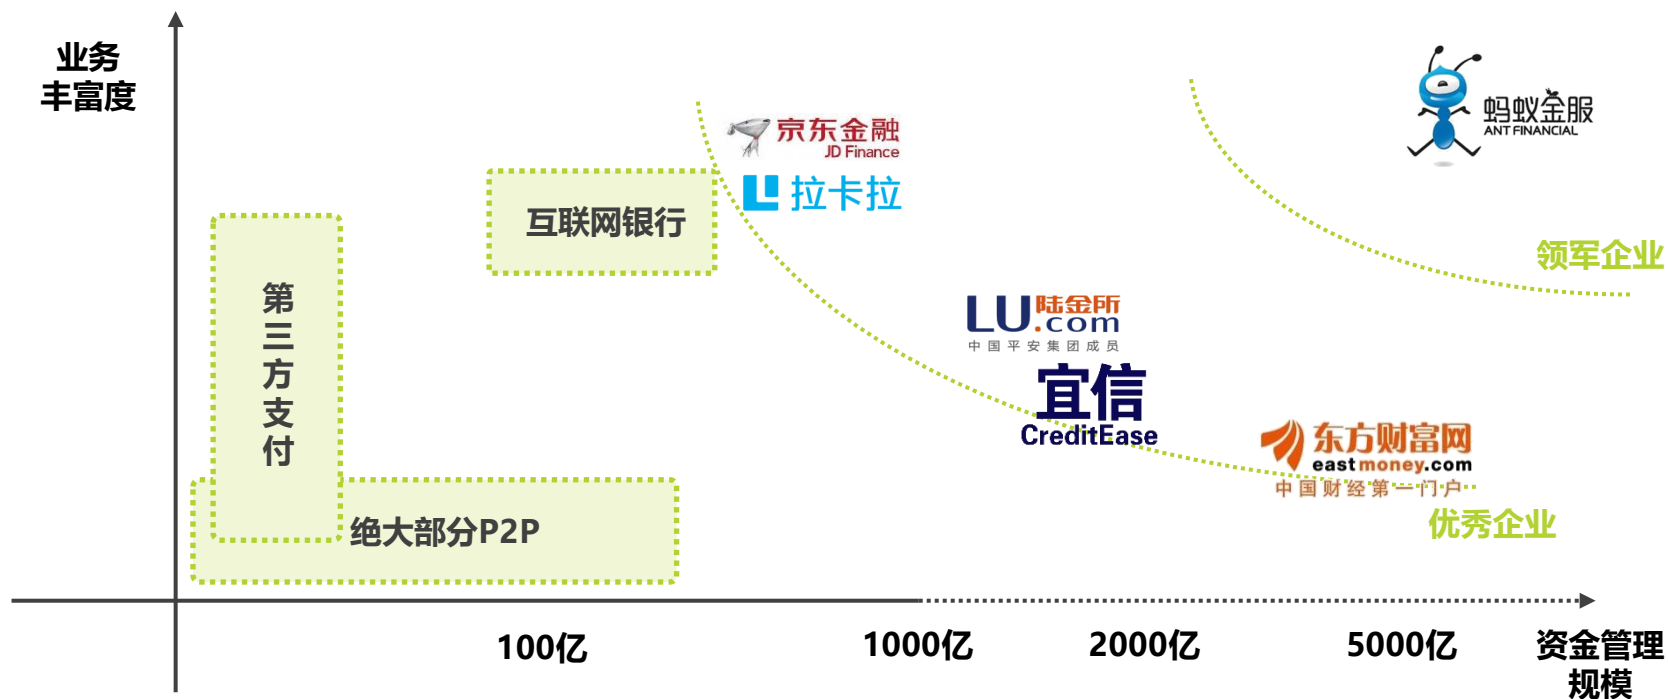 业务
丰富度
京东金融
JD Finance
拉卡拉
蚂蚁金服
ANT FINANCIAL
互联网银行
领军企业
第三方支付
LU.com 陆金所
中国平安集团成员
宜信
CreditEase
东方财富网
eastmoney.com
中国财经第一门户
绝大部分P2P
优秀企业
100亿
1000亿
2000亿
5000亿
资金管理
规模